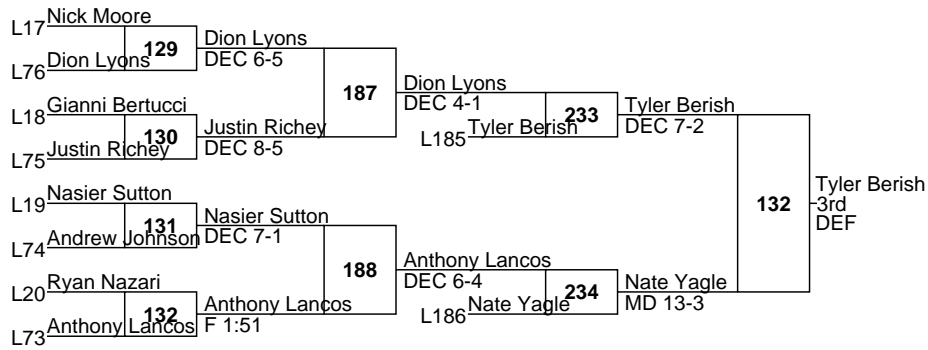 L17 Nick Moore
129
L76 Dion Lyons
Dion Lyons
DEC 6-5
187
L18 Gianni Bertucci
130
L75 Justin Richey
Justin Richey
DEC 8-5
Dion Lyons
DEC 4-1
233
L185 Tyler Berish
Tyler Berish
DEC 7-2
L19 Nasier Sutton
131
L74 Andrew Johnson
Nasier Sutton
DEC 7-1
188
L20 Ryan Nazari
132
L73 Anthony Lancos
Anthony Lancos
F 1:51
Anthony Lancos
DEC 6-4
234
L186 Nate Yagle
Nate Yagle
MD 13-3
132
Tyler Berish
3rd
DEF